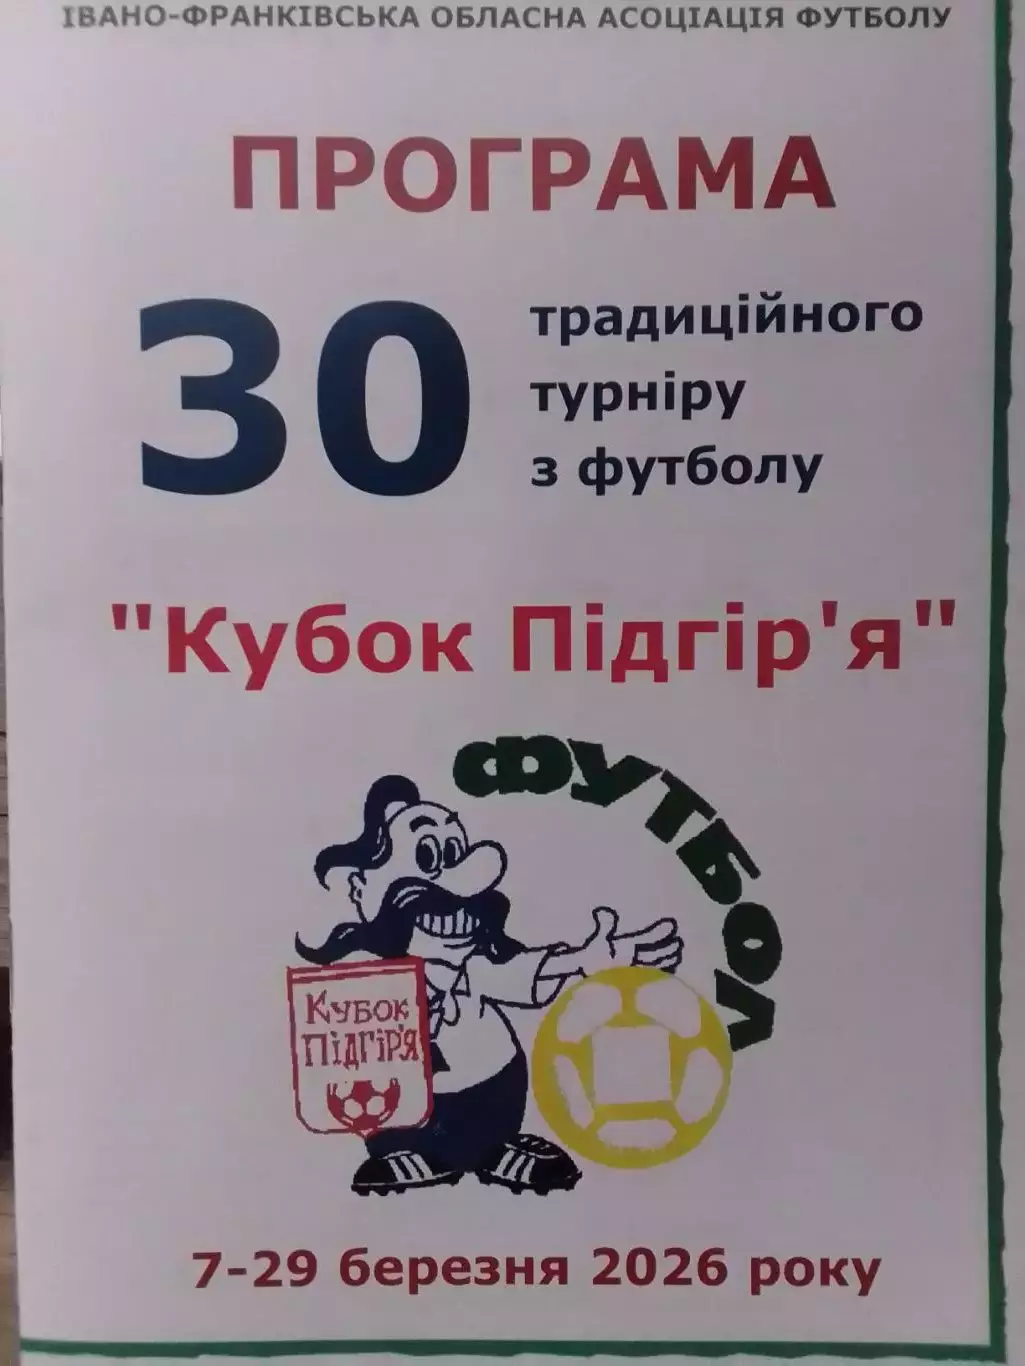 ІВАНО-ФРАНКІВСЬКА ОБЛАСНА АСОЦІАЦІЯ ФУТБОЛУ
ПРОГРАМА
30
традиційного
турніру
з футболу
"Кубок Підгір'я"
ФУТБОЛ
КУБОК
ПІДГІР'Я
7-29 березня 2026 року